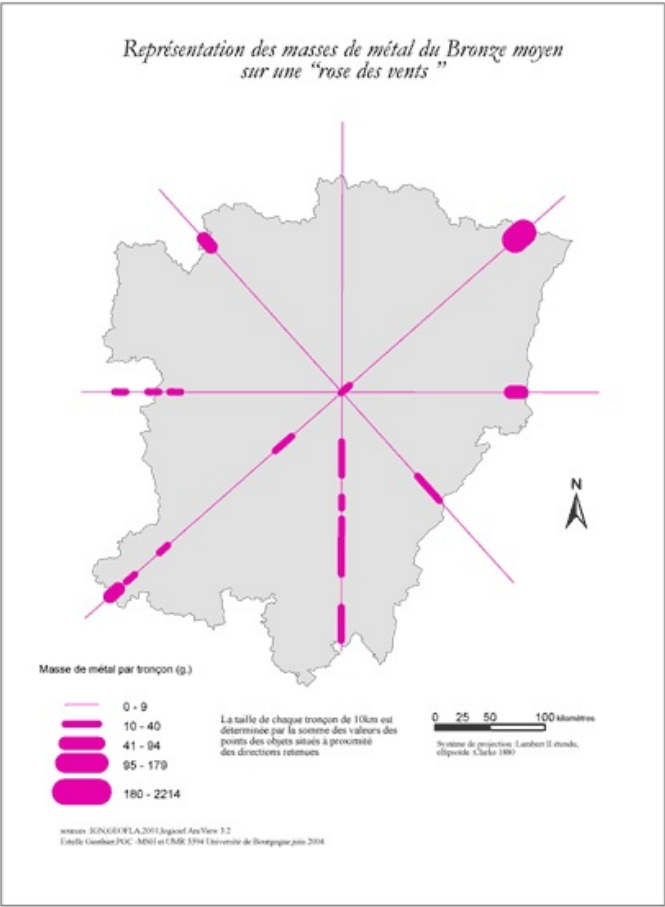 Représentation des masses de métal du Bronze moyen
sur une “rose des vents ”
N
Masse de métal par tronçon (g.)
0 - 9
10 - 40
41 - 94
95 - 179
180 - 2214
La taille de chaque tronçon de 10km est
déterminée par la somme des valeurs des
points des objets situés à proximité
des directions retenues
0 25 50 100 kilomètres
Système de projection :Lambert II étendu,
ellipsoïde :Clarke 1880
sources :IGN,GEOFLA,2001,logiciel ArcView 3.2
Estelle Gauthier,PGC -MSH et UMR 5594 Université de Bourgogne,juin 2004